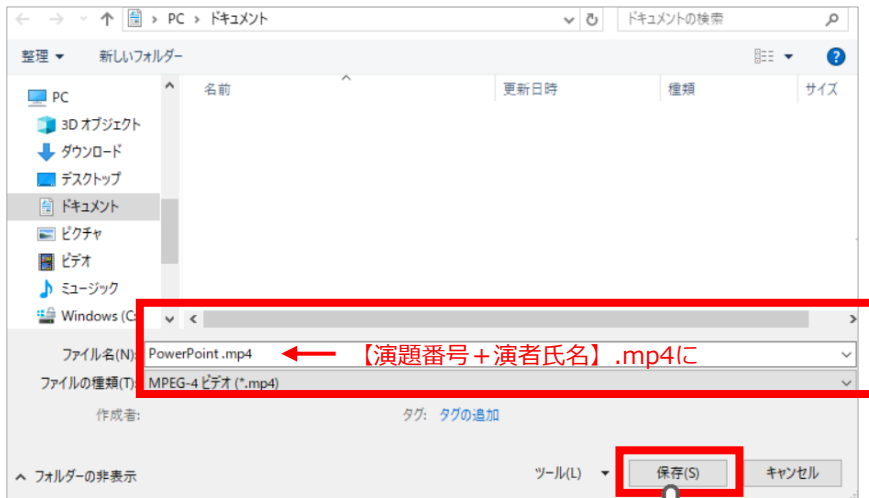 PC › ドキュメント
ドキュメントの検索
整理
新しいフォルダー
名前
更新日時
種類
サイズ
PC
3D オブジェクト
ダウンロード
デスクトップ
ドキュメント
ピクチャ
ビデオ
ミュージック
Windows (C:
ファイル名(N): PowerPoint .mp4
【演題番号+演者氏名】.mp4に
ファイルの種類(T): MPEG-4 ビデオ (*.mp4)
作成者:
タグ: タグの追加
フォルダーの非表示
ツール(L)
保存(S)
キャンセル